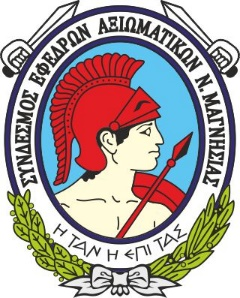 ΣΥΝΔΕΣΜΟΣ ΕΦΕΔΡΩΝ ΑΞΙΩΜΑΤΙΚΩΝ Ν. ΜΑΓΝΗΣΙΑΣ
Η ΤΑΝ Η ΕΠΙ ΤΑΣ